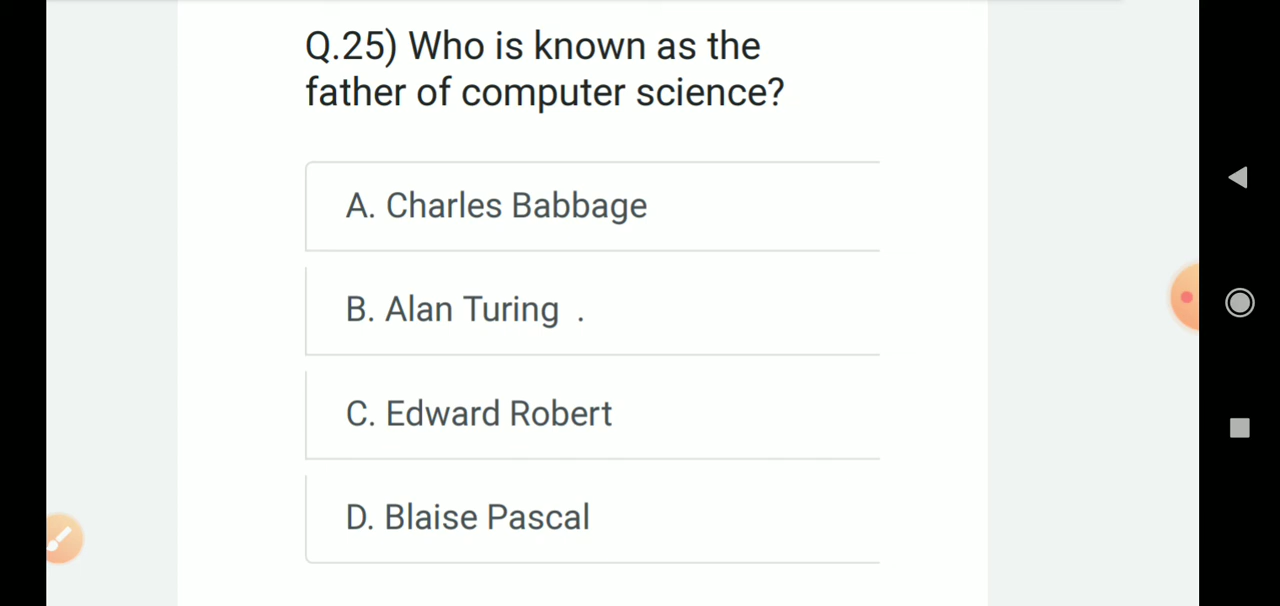 Q.25) Who is known as the
father of computer science?
A. Charles Babbage
B. Alan Turing .
C. Edward Robert
D. Blaise Pascal